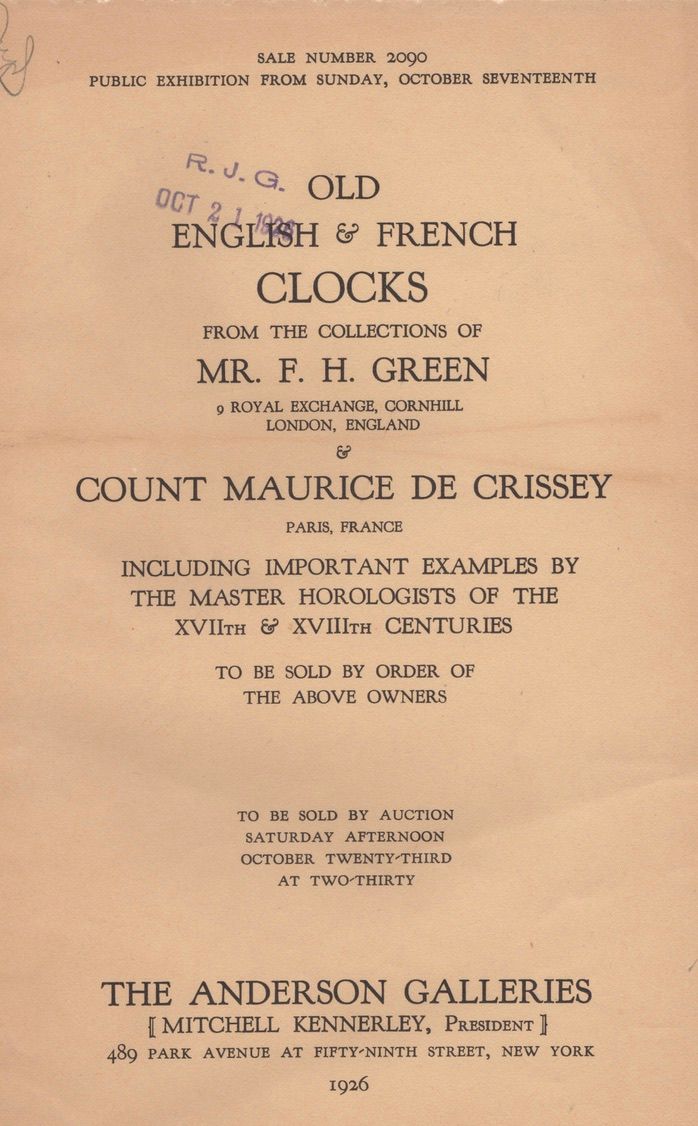 SALE NUMBER 2090
PUBLIC EXHIBITION FROM SUNDAY, OCTOBER SEVENTEENTH
R. J. G.
OCT 21 1926
OLD
ENGLISH & FRENCH
CLOCKS
FROM THE COLLECTIONS OF
MR. F. H. GREEN
9 ROYAL EXCHANGE, CORNHILL
LONDON, ENGLAND
&
COUNT MAURICE DE CRISSEY
PARIS, FRANCE
INCLUDING IMPORTANT EXAMPLES BY
THE MASTER HOROLOGISTS OF THE
XVIITH & XVIIITH CENTURIES
TO BE SOLD BY ORDER OF
THE ABOVE OWNERS
TO BE SOLD BY AUCTION
SATURDAY AFTERNOON
OCTOBER TWENTY-THIRD
AT TWO-THIRTY
THE ANDERSON GALLERIES
[MITCHELL KENNERLEY, PRESIDENT]
489 PARK AVENUE AT FIFTY-NINTH STREET, NEW YORK
1926